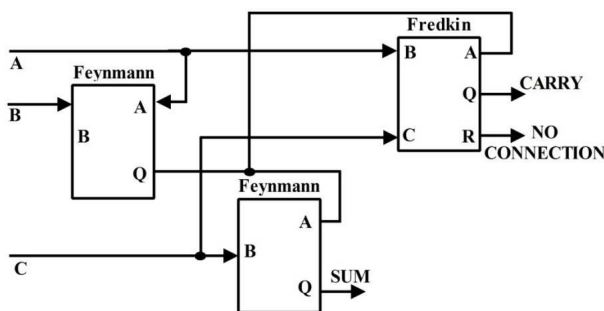 Fredkin
A
Feynmann
B
A
B
A
Q
CARRY
B
C
R
NO
CONNECTION
Q
Feynmann
A
B
C
SUM
Q